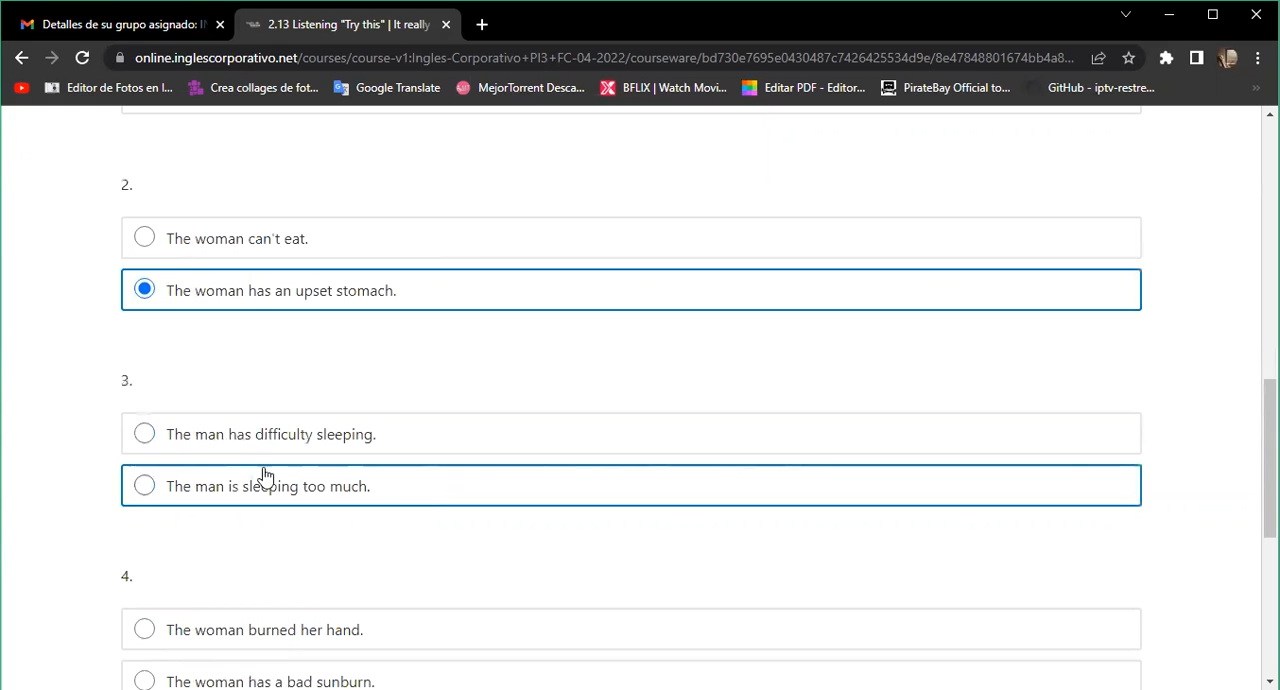 Detalles de su grupo asignado: I
2.13 Listening "Try this" | It really
online.inglescorporativo.net/courses/course-v1:Ingles-Corporativo+PI3+FC-04-2022/courseware/bd730e7695e0430487c7426425534d9e/8e47848801674bb4a8...
Editor de Fotos en l... Crea collages de fot... Google Translate MejorTorrent Desca... BFLIX | Watch Movi... Editar PDF - Editor... PirateBay Official to... GitHub - iptv-restre... »
2.
The woman can't eat.
The woman has an upset stomach.
3.
The man has difficulty sleeping.
The man is sleeping too much.
4.
The woman burned her hand.
The woman has a bad sunburn.